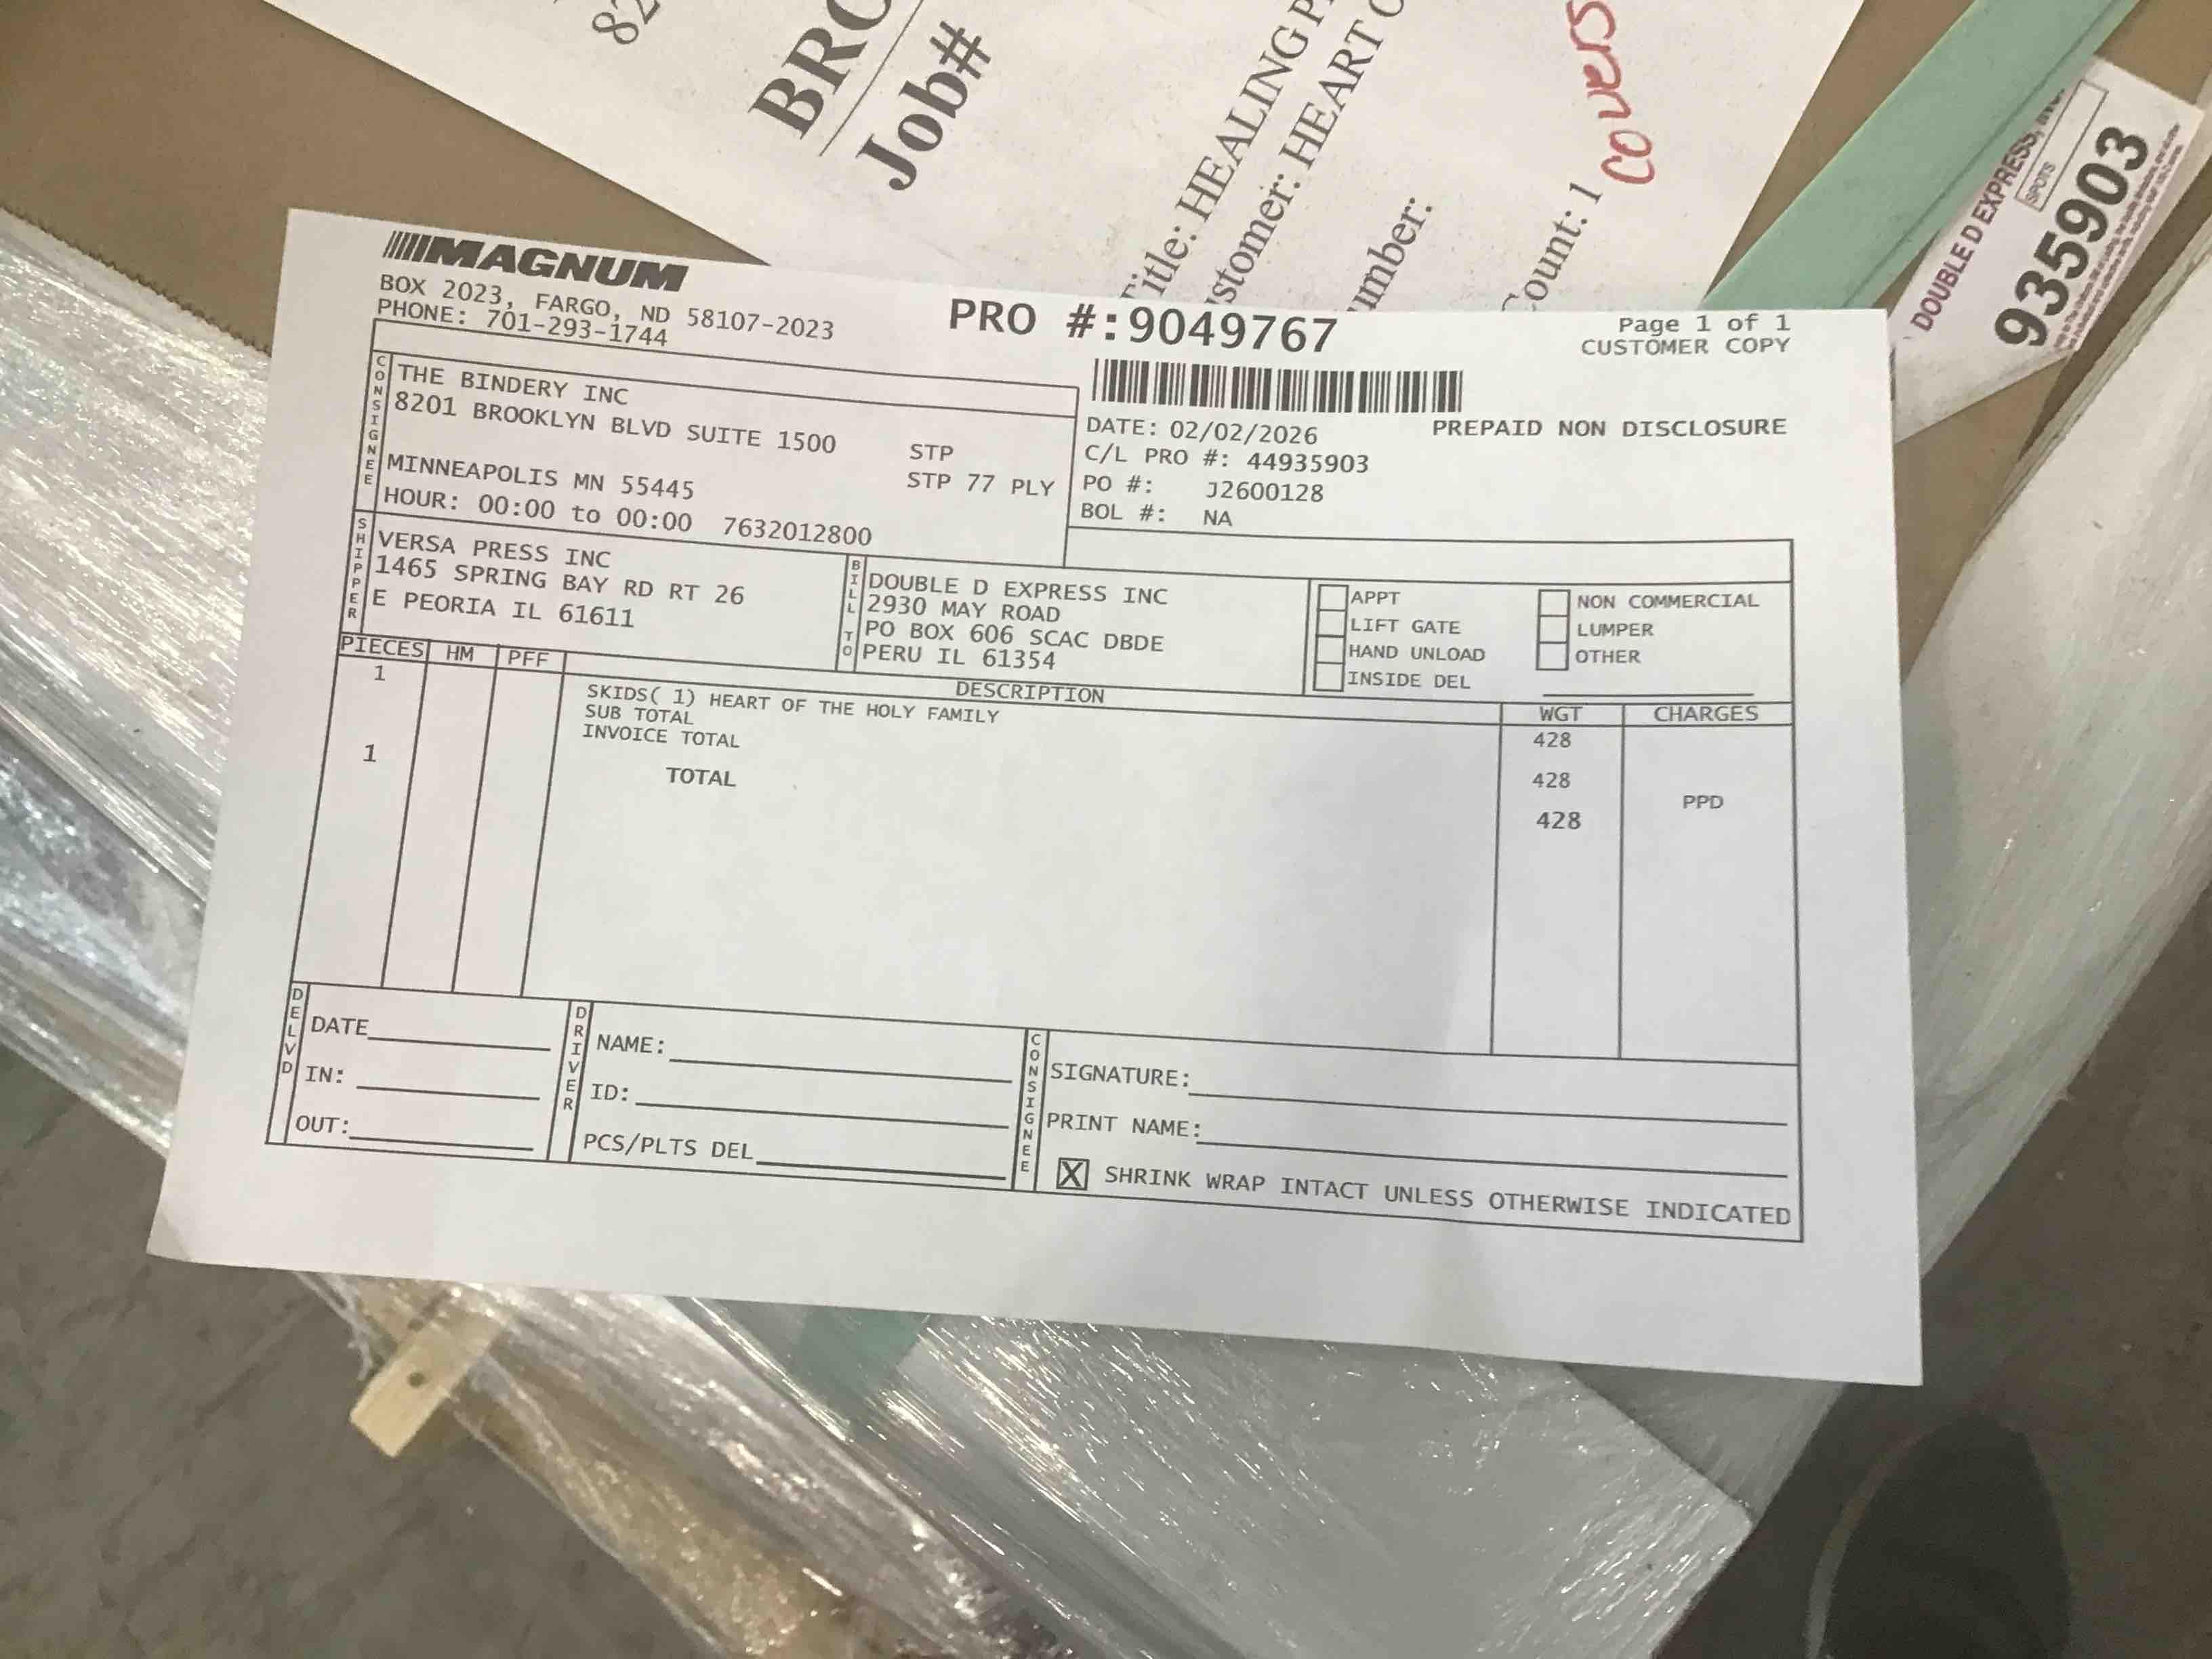 82
BRO
Job#
Title: HEALING P
ustomer: HEART O
umber:
Count: 1
covers
DOUBLE D EXPRESS, INC.
SPOTS
935903
MAGNUM
BOX 2023, FARGO, ND 58107-2023
PHONE: 701-293-1744
PRO #:9049767
Page 1 of 1
CUSTOMER COPY
CONSIGNEE
THE BINDERY INC
8201 BROOKLYN BLVD SUITE 1500
STP
MINNEAPOLIS MN 55445
STP 77 PLY
HOUR: 00:00 to 00:00 7632012800
DATE: 02/02/2026
PREPAID NON DISCLOSURE
C/L PRO #: 44935903
PO #: J2600128
BOL #: NA
SHIPPER
VERSA PRESS INC
1465 SPRING BAY RD RT 26
E PEORIA IL 61611
BILL TO
DOUBLE D EXPRESS INC
2930 MAY ROAD
PO BOX 606 SCAC DBDE
PERU IL 61354
APPT
LIFT GATE
HAND UNLOAD
INSIDE DEL
NON COMMERCIAL
LUMPER
OTHER
PIECES HM PFF DESCRIPTION WGT CHARGES
1 SKIDS( 1) HEART OF THE HOLY FAMILY 428
SUB TOTAL 428
INVOICE TOTAL PPD
1 TOTAL 428
DELVD
DATE
IN:
OUT:
DRIVER
NAME:
ID:
PCS/PLTS DEL
CONSIGNEE
SIGNATURE:
PRINT NAME:
X SHRINK WRAP INTACT UNLESS OTHERWISE INDICATED